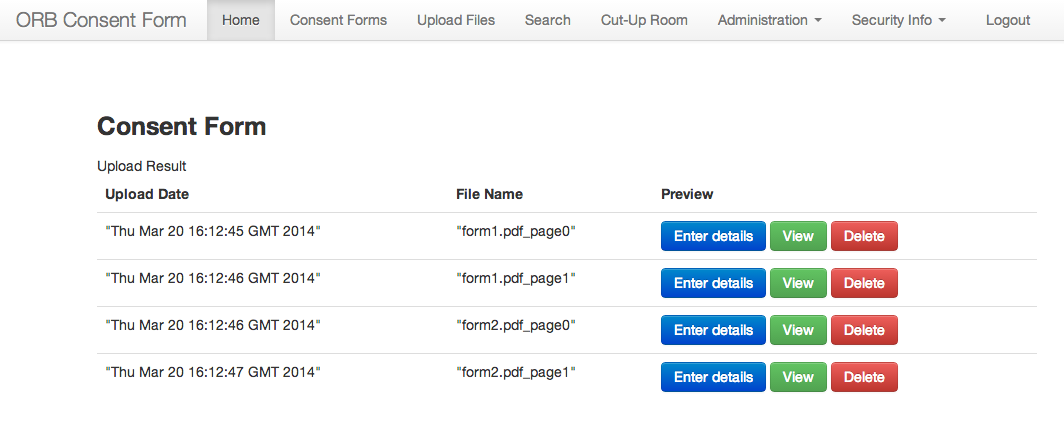 ORB Consent Form Home Consent Forms Upload Files Search Cut-Up Room Administration Security Info Logout
Consent Form
Upload Result
Upload Date File Name Preview
"Thu Mar 20 16:12:45 GMT 2014" "form1.pdf_page0" Enter details View Delete
"Thu Mar 20 16:12:46 GMT 2014" "form1.pdf_page1" Enter details View Delete
"Thu Mar 20 16:12:46 GMT 2014" "form2.pdf_page0" Enter details View Delete
"Thu Mar 20 16:12:47 GMT 2014" "form2.pdf_page1" Enter details View Delete